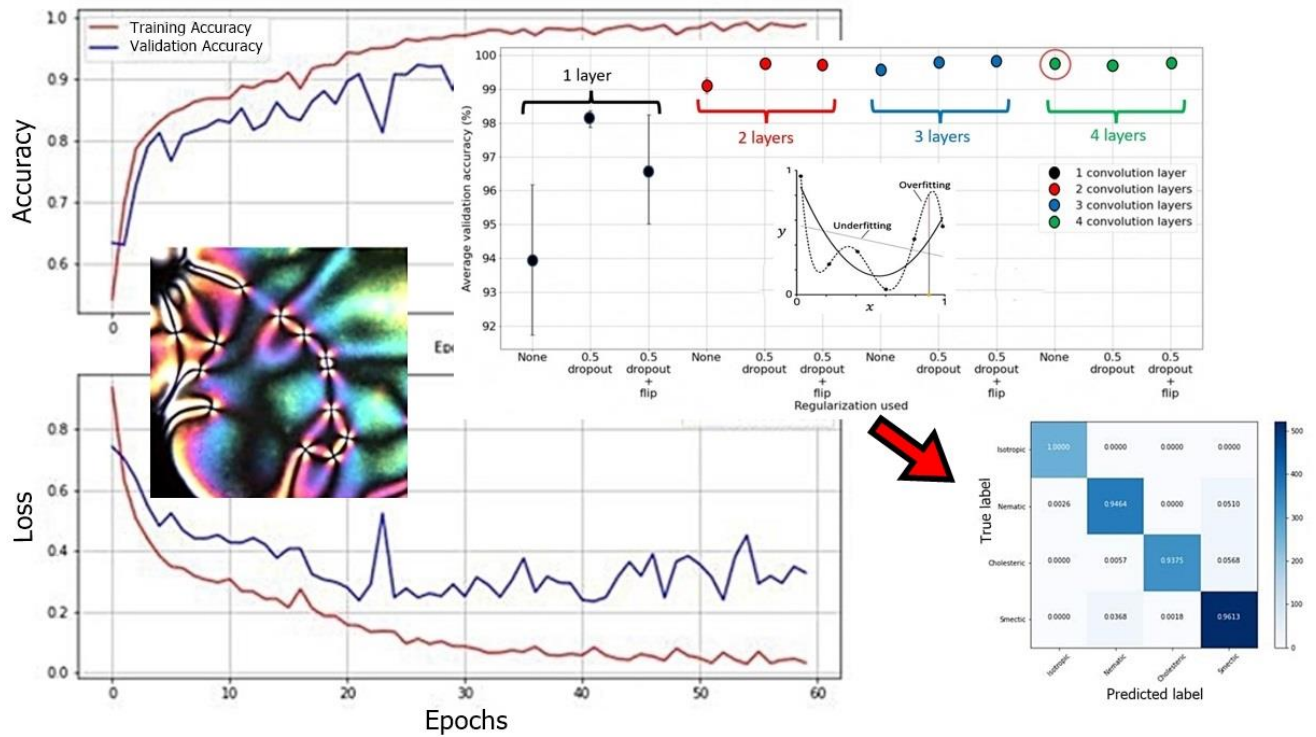 1.0
0.9
0.8
0.7
0.6
Accuracy
Training Accuracy
Validation Accuracy
0
100
99
98
97
96
95
94
93
92
Average validation accuracy (%)
1 layer
2 layers
3 layers
4 layers
1 convolution layer
2 convolution layers
3 convolution layers
4 convolution layers
1
y
0
0
1
x
Overfitting
Underfitting
None
0.5
dropout
0.5
dropout
+
flip
None
0.5
dropout
0.5
dropout
+
flip
None
0.5
dropout
0.5
dropout
+
flip
None
0.5
dropout
0.5
dropout
+
flip
Regularization used
0.8
0.6
0.4
0.2
0.0
Loss
0
10
20
30
40
50
60
Epochs
True label
Isotropic
Nematic
Cholesteric
Smectic
1.0000 0.0000 0.0000 0.0000
0.0026 0.9464 0.0000 0.0510
0.0000 0.0057 0.9375 0.0568
0.0000 0.0368 0.0018 0.9613
Isotropic
Nematic
Cholesteric
Smectic
Predicted label
500
400
300
200
100
0